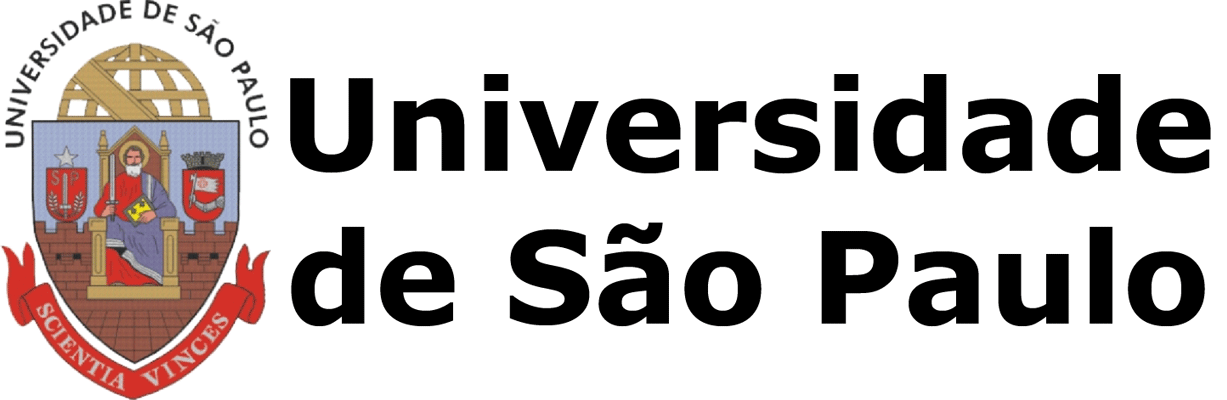 UNIVERSIDADE DE SÃO PAULO
S P
SCIENTIA VINCES
Universidade
de São Paulo